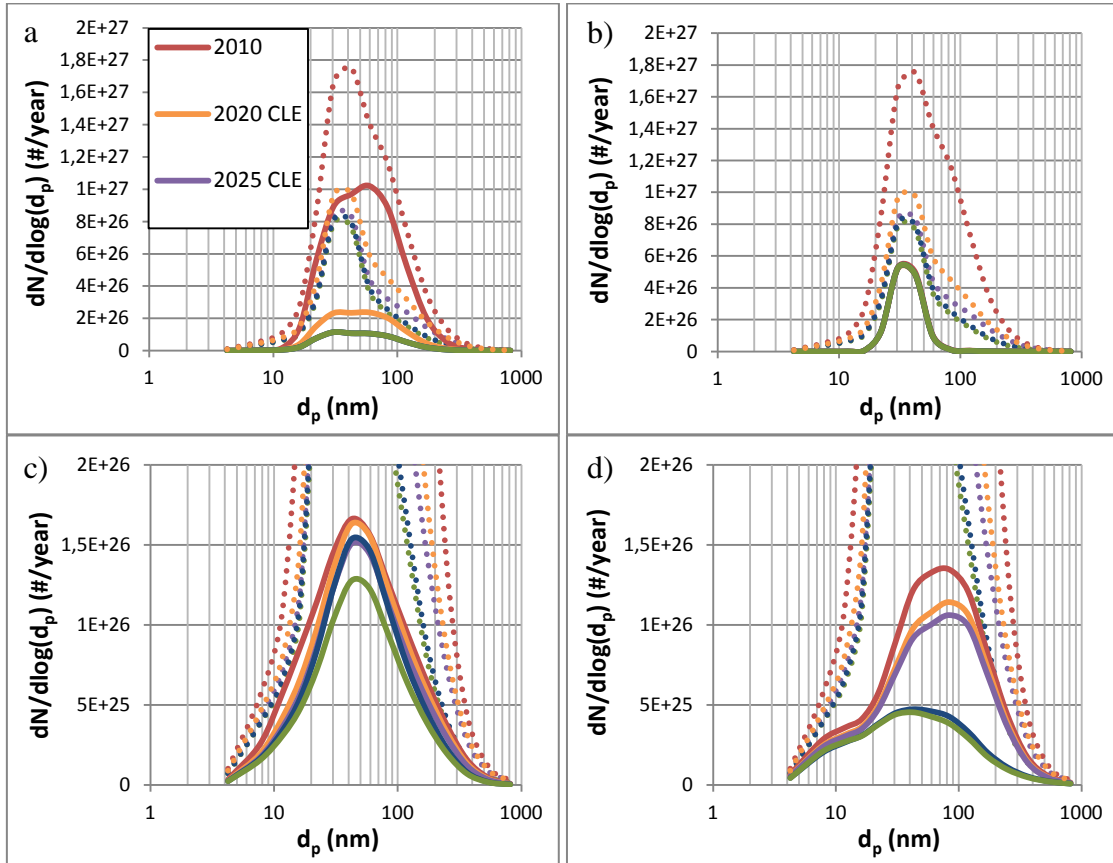 a
2010
2020 CLE
2025 CLE
dN/dlog(dp) (#/year)
2E+27
1,8E+27
1,6E+27
1,4E+27
1,2E+27
1E+27
8E+26
6E+26
4E+26
2E+26
0
1 10 100 1000
dp (nm)
b)
dN/dlog(dp) (#/year)
2E+27
1,8E+27
1,6E+27
1,4E+27
1,2E+27
1E+27
8E+26
6E+26
4E+26
2E+26
0
1 10 100 1000
dp (nm)
c)
dN/dlog(dp) (#/year)
2E+26
1,5E+26
1E+26
5E+25
0
1 10 100 1000
dp (nm)
d)
dN/dlog(dp) (#/year)
2E+26
1,5E+26
1E+26
5E+25
0
1 10 100 1000
dp (nm)